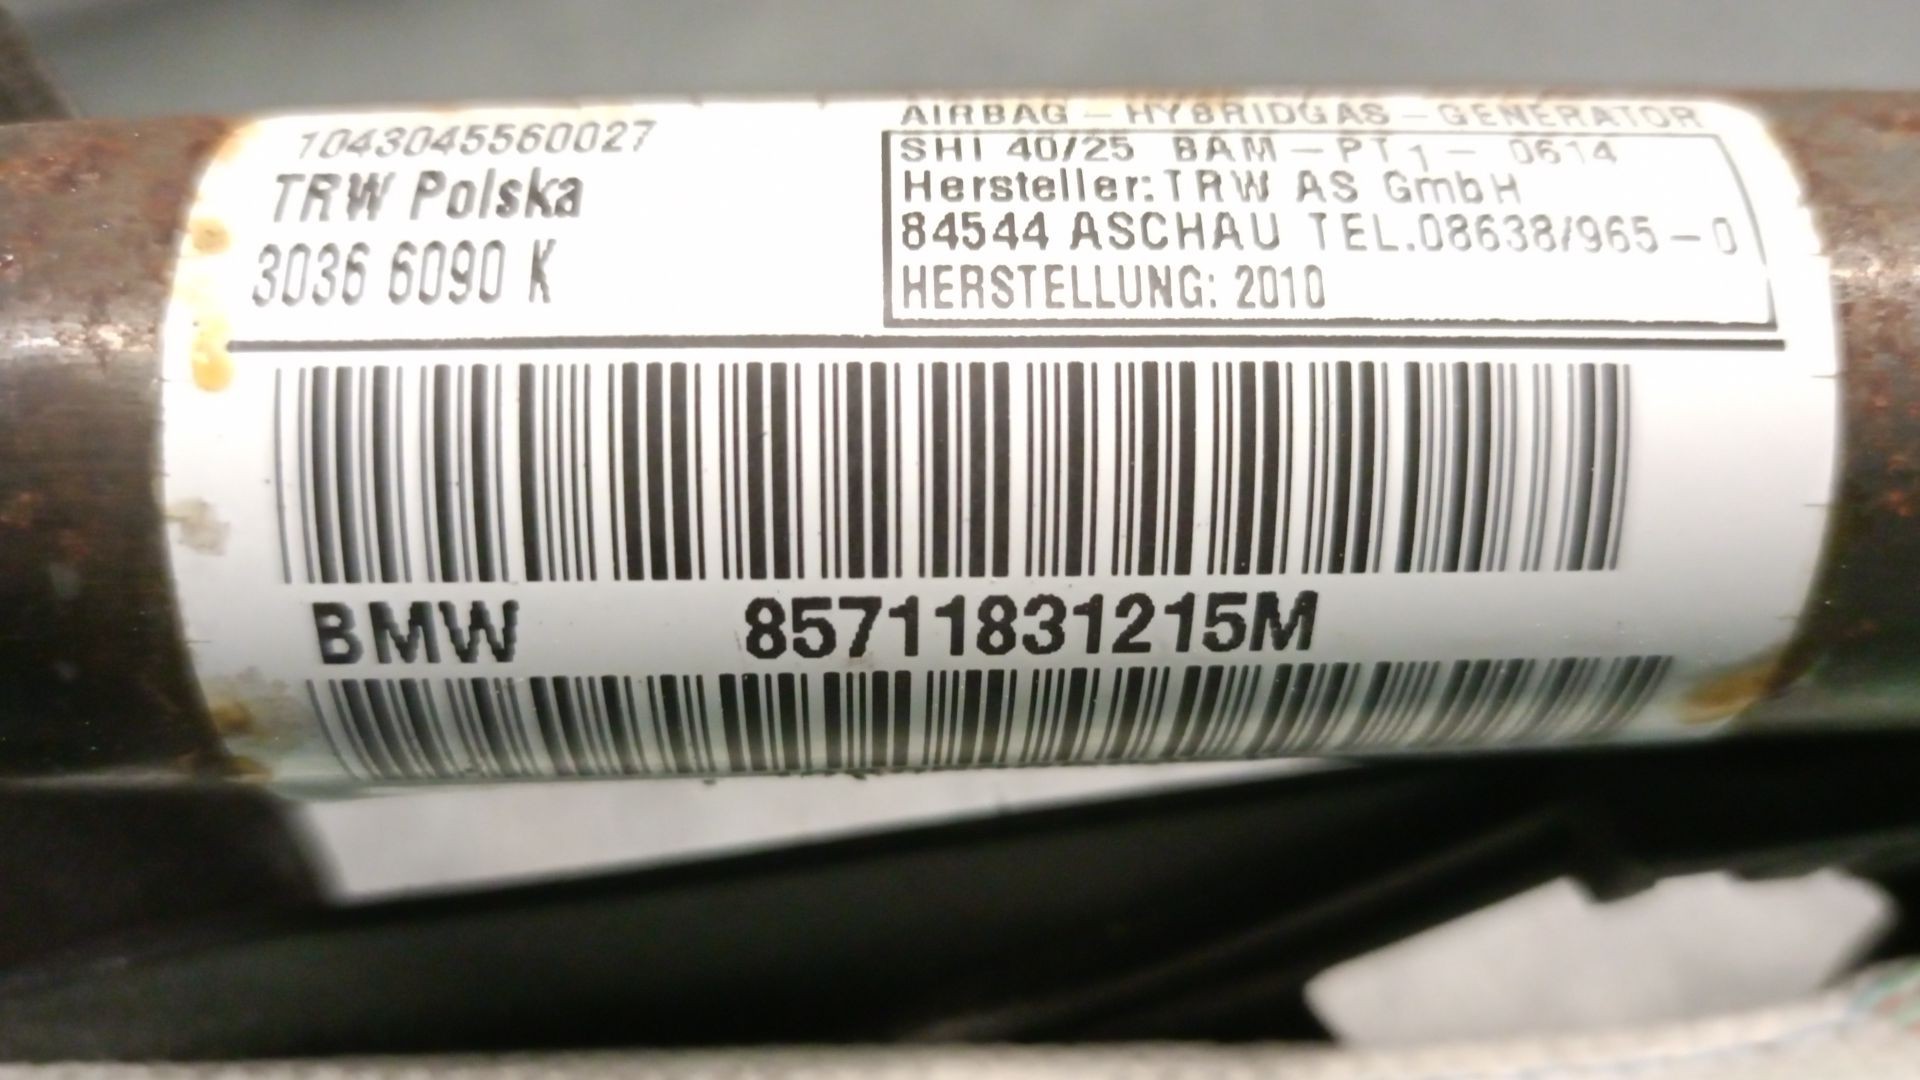 1043045560027
TRW Polska
3036 6090 K
AIRBAG - HYBRIDGAS - GENERATOR
SHI 40/25 BAM - PT1 - 0614
Hersteller: TRW AS GmbH
84544 ASCHAU TEL.08638/965-0
HERSTELLUNG: 2010
BMW 85711831215M